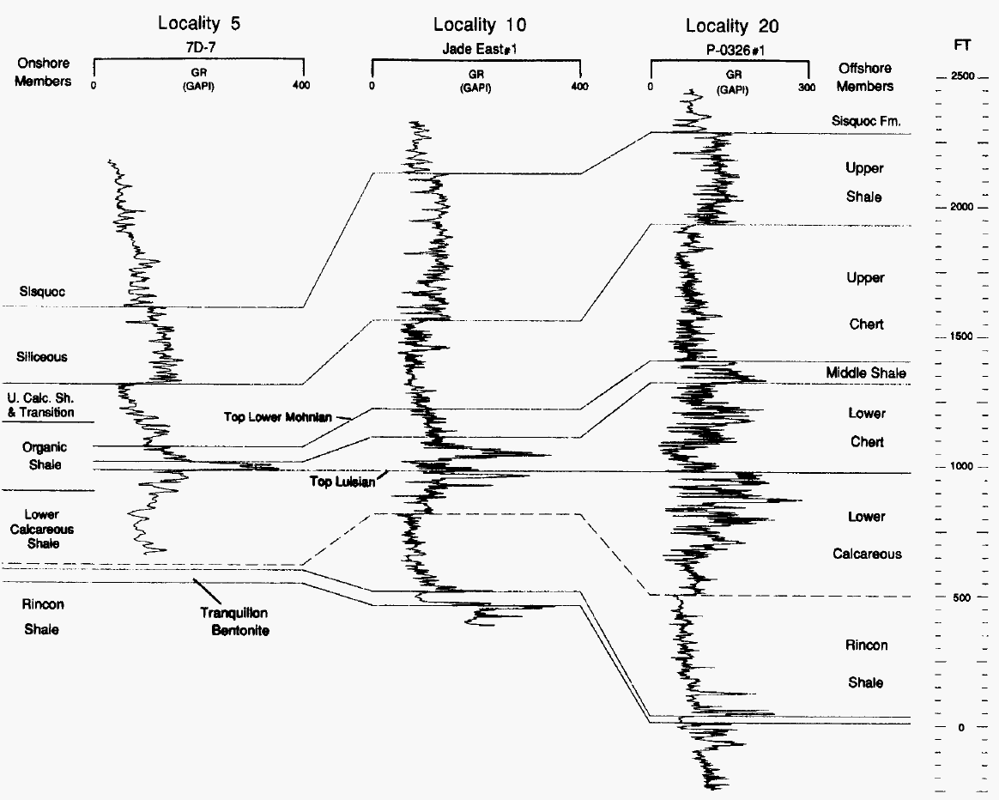 Locality 5
Locality 10
Locality 20
7D-7
Jade East#1
P-0326#1
FT
Onshore
Members
0
GR
(GAPI)
400
0
GR
(GAPI)
400
0
GR
(GAPI)
300
Offshore
Members
2500
Sisquoc Fm.
Upper
Shale
2000
Upper
Chert
Sisquoc
1500
Siliceous
Middle Shale
U. Calc. Sh.
& Transition
Top Lower Mohnian
Lower
Chert
Organic
Shale
1000
Top Luisian
Lower
Calcareous
Shale
Lower
Calcareous
500
Rincon
Shale
Tranquillon
Bentonite
Rincon
Shale
0